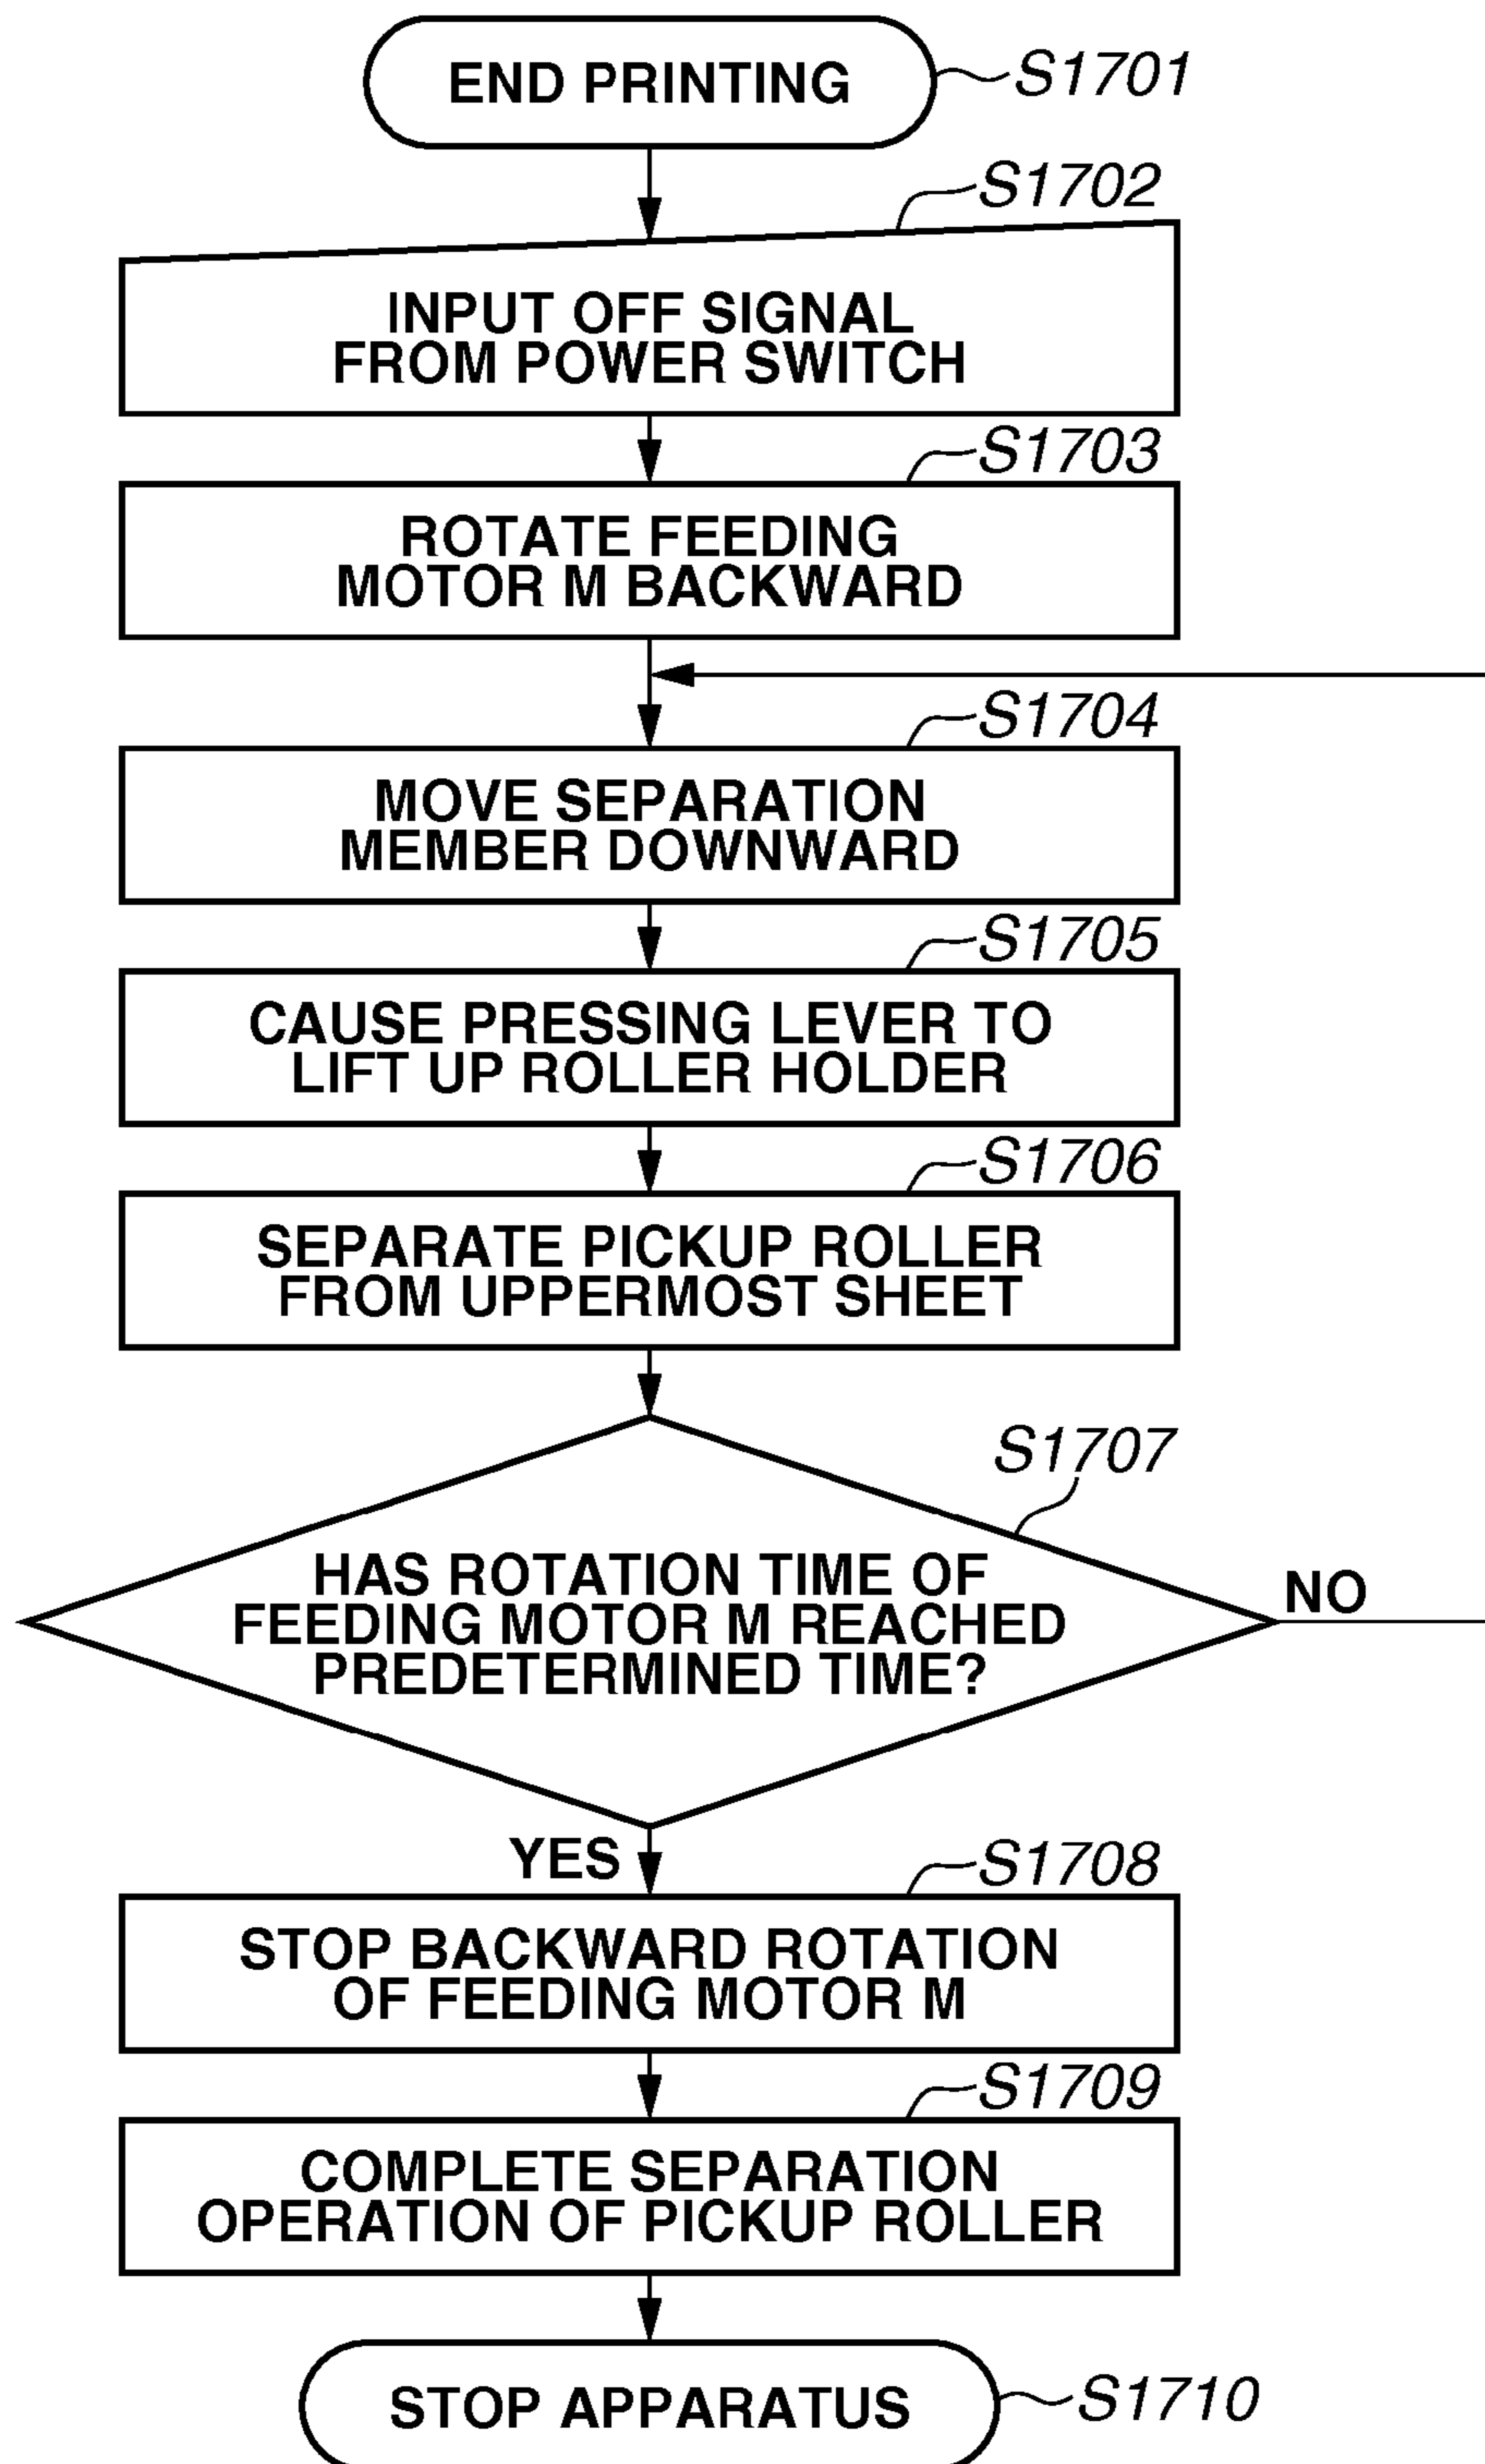 END PRINTING
S1701
S1702
INPUT OFF SIGNAL
FROM POWER SWITCH
S1703
ROTATE FEEDING
MOTOR M BACKWARD
S1704
MOVE SEPARATION
MEMBER DOWNWARD
S1705
CAUSE PRESSING LEVER TO
LIFT UP ROLLER HOLDER
S1706
SEPARATE PICKUP ROLLER
FROM UPPERMOST SHEET
S1707
HAS ROTATION TIME OF
FEEDING MOTOR M REACHED
PREDETERMINED TIME?
NO
YES
S1708
STOP BACKWARD ROTATION
OF FEEDING MOTOR M
S1709
COMPLETE SEPARATION
OPERATION OF PICKUP ROLLER
STOP APPARATUS
S1710